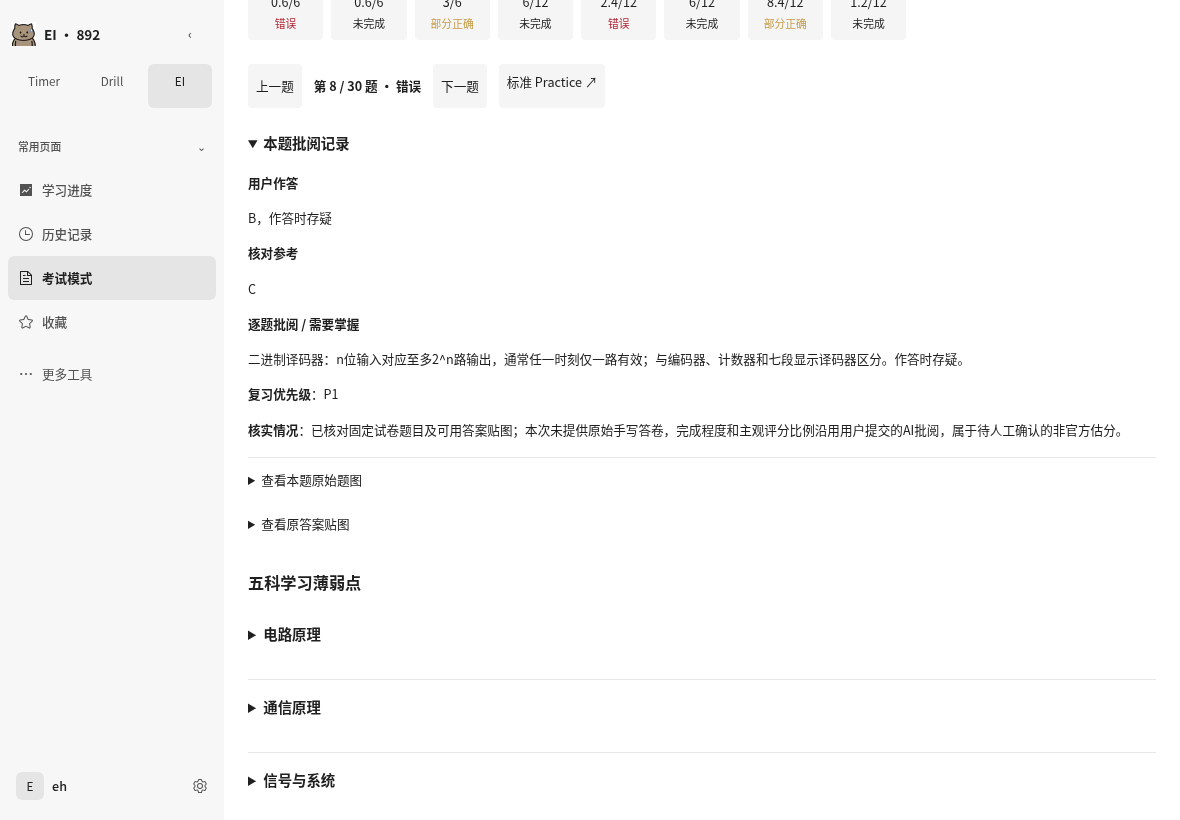 EI · 892
‹
Timer
Drill
EI
常用页面
学习进度
历史记录
考试模式
收藏
更多工具
E
eh
0.6/6
0.6/6
3/6
6/12
2.4/12
6/12
8.4/12
1.2/12
错误
未完成
部分正确
未完成
错误
未完成
部分正确
未完成
上一题
第 8 / 30 题 · 错误
下一题
标准 Practice ↗
▼ 本题批阅记录
用户作答
B，作答时存疑
核对参考
C
逐题批阅 / 需要掌握
二进制译码器：n位输入对应至多2^n路输出，通常任一时刻仅一路有效；与编码器、计数器和七段显示译码器区分。作答时存疑。
复习优先级：P1
核实情况：已核对固定试卷题目及可用答案贴图；本次未提供原始手写答卷，完成程度和主观评分比例沿用用户提交的AI批阅，属于待人工确认的非官方估分。
▶ 查看本题原始题图
▶ 查看原答案贴图
五科学习薄弱点
▶ 电路原理
▶ 通信原理
▶ 信号与系统